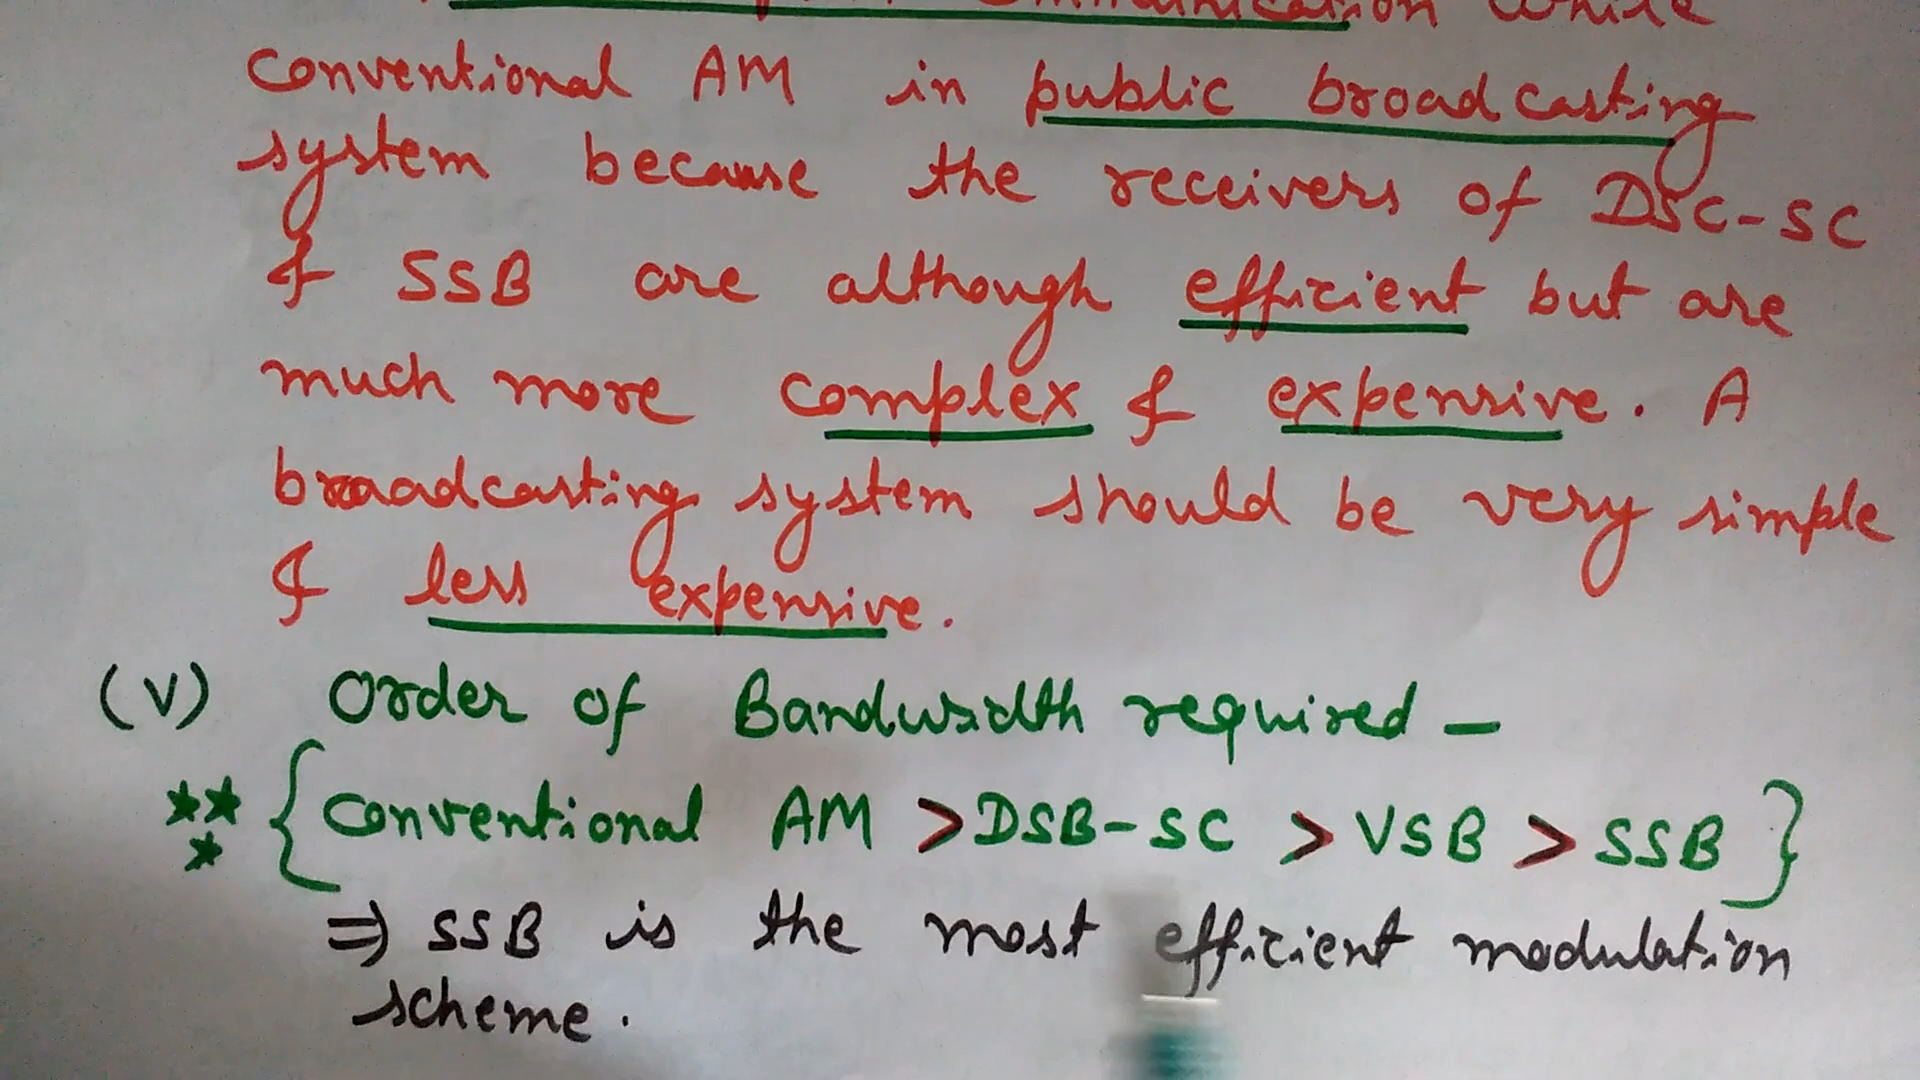 Communication while
conventional AM in public broadcasting
system because the receivers of DSC-SC
& SSB are although efficient but are
much more complex & expensive. A
broadcasting system should be very simple
& less expensive.
(V) Order of Bandwidth required -
{ Conventional AM > DSB-SC > VSB > SSB }
⇒ SSB is the most efficient modulation
scheme.